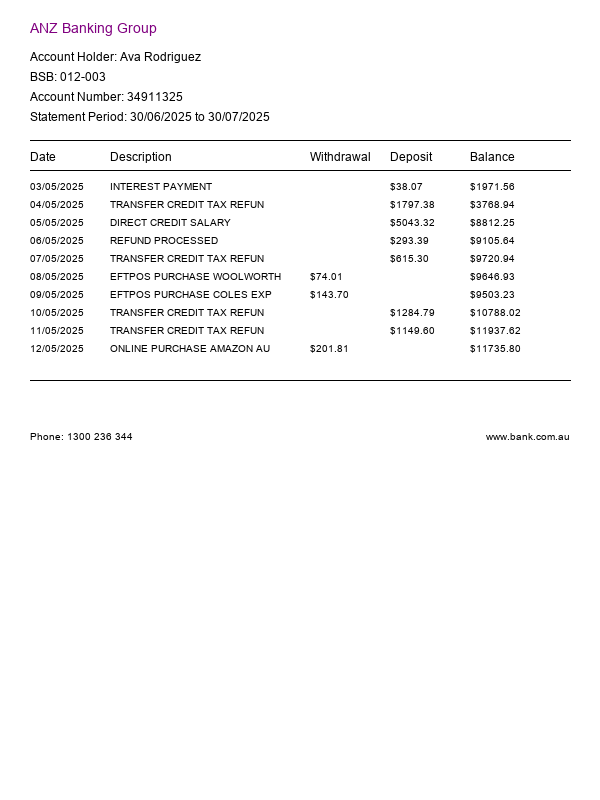 ANZ Banking Group
Account Holder: Ava Rodriguez
BSB: 012-003
Account Number: 34911325
Statement Period: 30/06/2025 to 30/07/2025
Date Description Withdrawal Deposit Balance
03/05/2025 INTEREST PAYMENT $38.07 $1971.56
04/05/2025 TRANSFER CREDIT TAX REFUN $1797.38 $3768.94
05/05/2025 DIRECT CREDIT SALARY $5043.32 $8812.25
06/05/2025 REFUND PROCESSED $293.39 $9105.64
07/05/2025 TRANSFER CREDIT TAX REFUN $615.30 $9720.94
08/05/2025 EFTPOS PURCHASE WOOLWORTH $74.01 $9646.93
09/05/2025 EFTPOS PURCHASE COLES EXP $143.70 $9503.23
10/05/2025 TRANSFER CREDIT TAX REFUN $1284.79 $10788.02
11/05/2025 TRANSFER CREDIT TAX REFUN $1149.60 $11937.62
12/05/2025 ONLINE PURCHASE AMAZON AU $201.81 $11735.80
Phone: 1300 236 344 www.bank.com.au